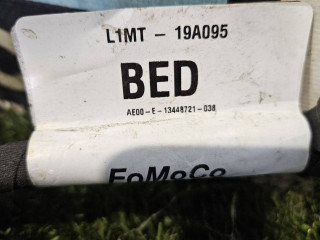 L1MT - 19A095
BED
AE00-E-13448721-038
FoMoCo